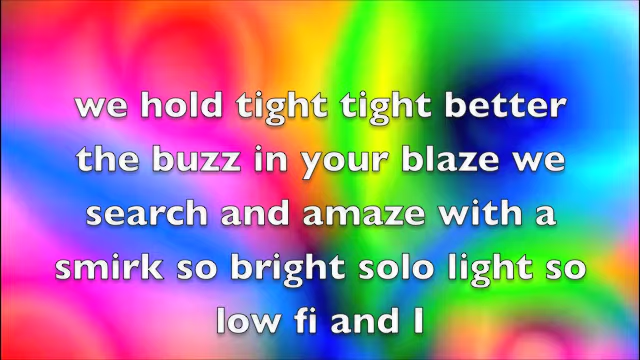 we hold tight tight better
the buzz in your blaze we
search and amaze with a
smirk so bright solo light so
low fi and I